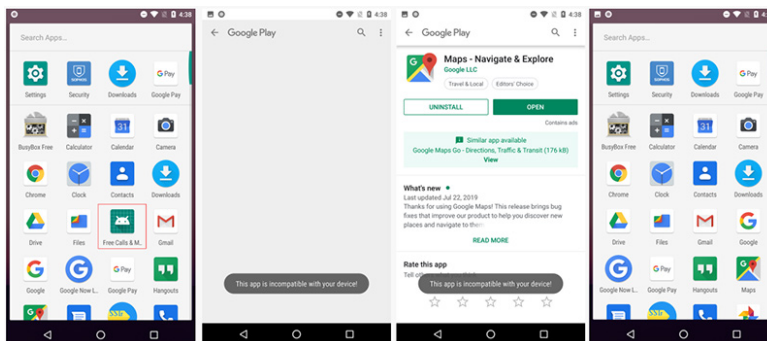 4:38
Search Apps...
Settings
Security
Downloads
Google Pay
BusyBox Free
Calculator
Calendar
Camera
Chrome
Clock
Contacts
Downloads
Drive
Files
Free Calls & M..
Gmail
Google
Google Now L..
Google Pay
Hangouts
4:38
Google Play
This app is incompatible with your device!
4:38
Google Play
Maps - Navigate & Explore
Google LLC
Travel & Local
Editors' Choice
UNINSTALL
OPEN
Contains ads
Similar app available
Google Maps Go - Directions, Traffic & Transit (176 kB)
View
What's new
Last updated Jul 22, 2019
Thanks for using Google Maps! This release brings bug
fixes that improve our product to help you discover new
places and navigate to them
READ MORE
Rate this app
This app is incompatible with your device!
Search Apps...
Settings
Security
Downloads
Google Pay
BusyBox Free
Calculator
Calendar
Camera
Chrome
Clock
Contacts
Downloads
Drive
Files
Gmail
Google
Google Now L..
Google Pay
Hangouts
Maps